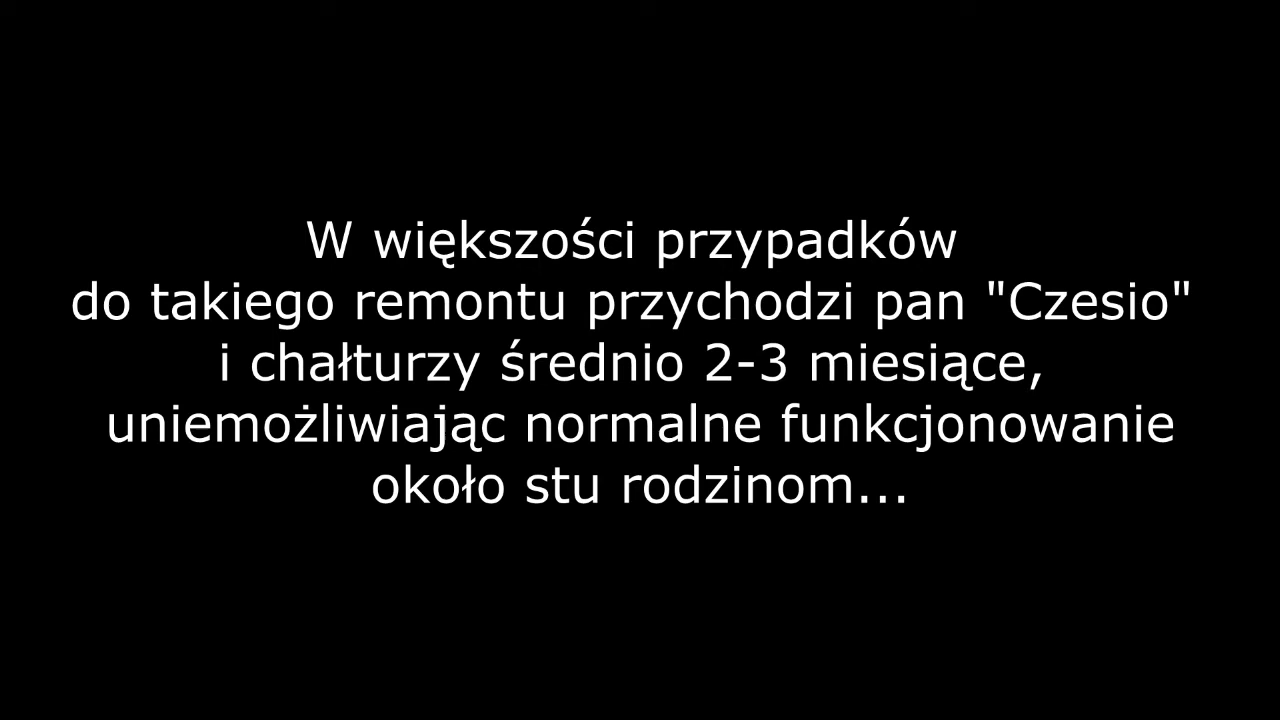 W większości przypadków
do takiego remontu przychodzi pan "Czesio"
i chałturzy średnio 2-3 miesiące,
uniemożliwiając normalne funkcjonowanie
około stu rodzinom...